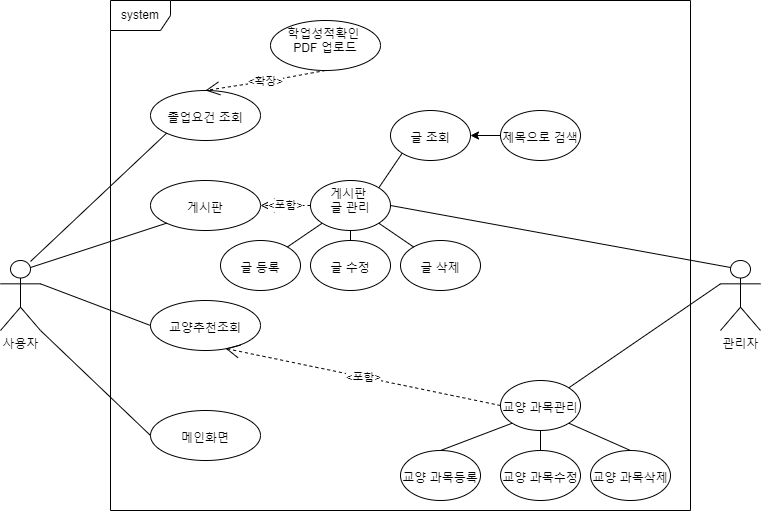 system
학업성적확인
PDF 업로드
<확장>
졸업요건 조회
글 조회
제목으로 검색
게시판
<포함>
게시판
글 관리
글 등록
글 수정
글 삭제
사용자
관리자
교양추천조회
<포함>
교양 과목관리
메인화면
교양 과목등록
교양 과목수정
교양 과목삭제